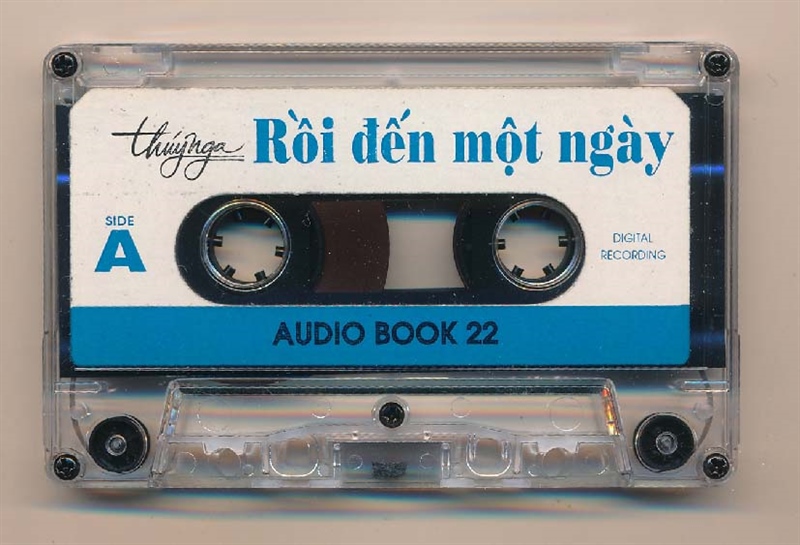 thúynga Rồi đến một ngày
SIDE
A
DIGITAL
RECORDING
AUDIO BOOK 22